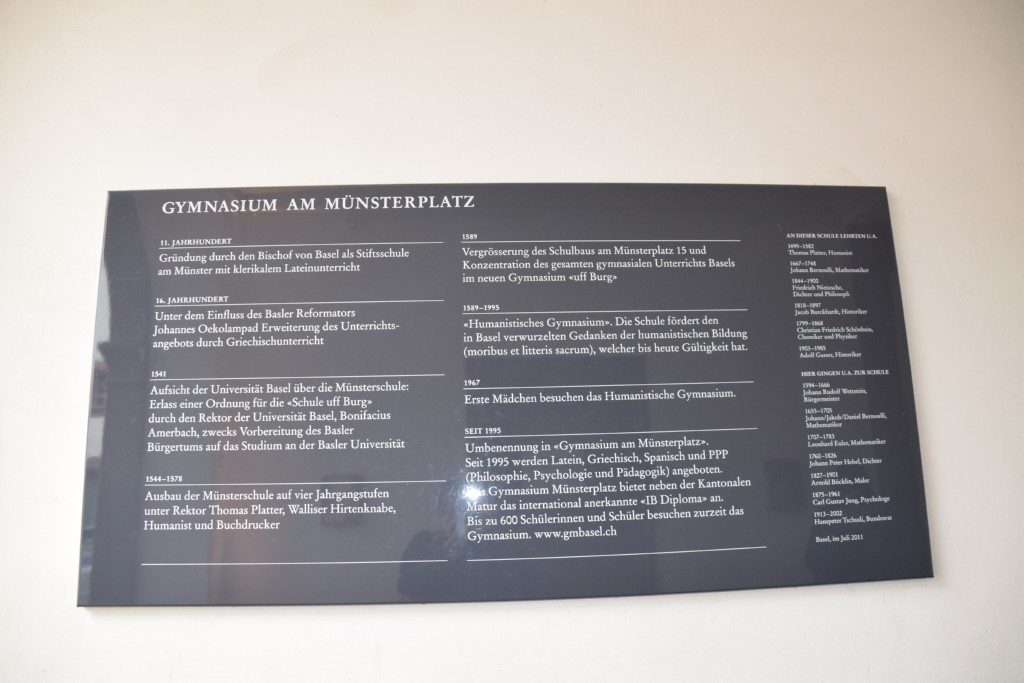 GYMNASIUM AM MÜNSTERPLATZ
11. JAHRHUNDERT
Gründung durch den Bischof von Basel als Stiftsschule
am Münster mit klerikalem Lateinunterricht
16. JAHRHUNDERT
Unter dem Einfluss des Basler Reformators
Johannes Oekolampad Erweiterung des Unterrichts-
angebots durch Griechischunterricht
1541
Aufsicht der Universität Basel über die Münsterschule:
Erlass einer Ordnung für die «Schule uff Burg»
durch den Rektor der Universität Basel, Bonifacius
Amerbach, zwecks Vorbereitung des Basler
Bürgertums auf das Studium an der Basler Universität
1544–1578
Ausbau der Münsterschule auf vier Jahrgangstufen
unter Rektor Thomas Platter, Walliser Hirtenknabe,
Humanist und Buchdrucker
1589
Vergrösserung des Schulbaus am Münsterplatz 15 und
Konzentration des gesamten gymnasialen Unterrichts Basels
im neuen Gymnasium «uff Burg»
1589–1995
«Humanistisches Gymnasium». Die Schule fördert den
in Basel verwurzelten Gedanken der humanistischen Bildung
(moribus et litteris sacrum), welcher bis heute Gültigkeit hat.
1967
Erste Mädchen besuchen das Humanistische Gymnasium.
SEIT 1995
Umbenennung in «Gymnasium am Münsterplatz».
Seit 1995 werden Latein, Griechisch, Spanisch und PPP
(Philosophie, Psychologie und Pädagogik) angeboten.
Das Gymnasium Münsterplatz bietet neben der Kantonalen
Matur das international anerkannte «IB Diploma» an.
Bis zu 600 Schülerinnen und Schüler besuchen zurzeit das
Gymnasium. www.gmbasel.ch
AN DIESER SCHULE LEHRTEN U.A.
1499–1582
Thomas Platter, Humanist
1667–1748
Johann Bernoulli, Mathematiker
1844–1900
Friedrich Nietzsche,
Dichter und Philosoph
1818–1897
Jacob Burckhardt, Historiker
1799–1868
Christian Friedrich Schönbein,
Chemiker und Physiker
1903–1985
Adolf Gasser, Historiker
HIER GINGEN U.A. ZUR SCHULE
1594–1666
Johann Rudolf Wettstein,
Bürgermeister
1655–1705
Johann/Jakob/Daniel Bernoulli,
Mathematiker
1707–1783
Leonhard Euler, Mathematiker
1760–1826
Johann Peter Hebel, Dichter
1827–1901
Arnold Böcklin, Maler
1875–1961
Carl Gustav Jung, Psychologe
1913–2002
Hanspeter Tschudi, Bundesrat
Basel, im Juli 2011